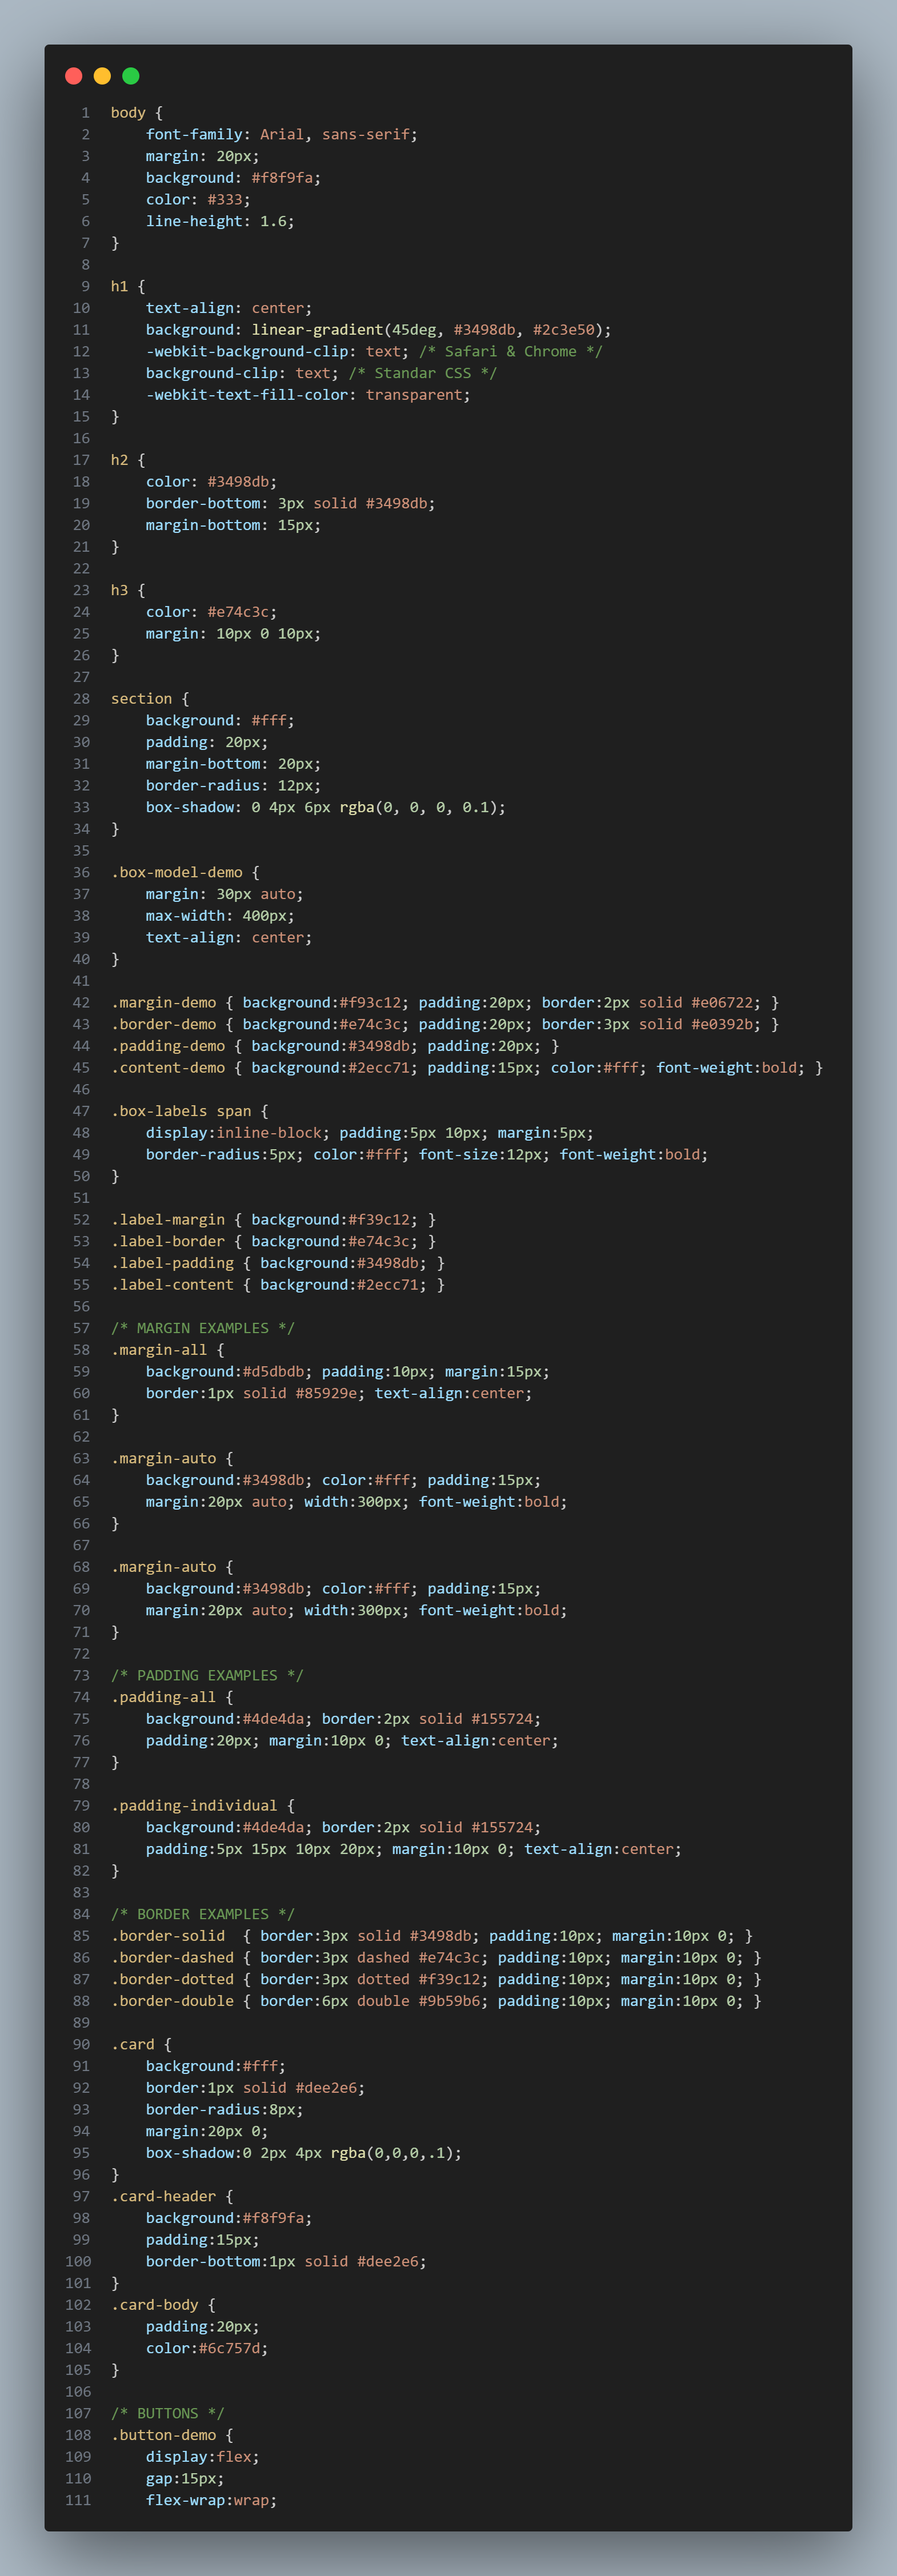 1 body {
2     font-family: Arial, sans-serif;
3     margin: 20px;
4     background: #f8f9fa;
5     color: #333;
6     line-height: 1.6;
7 }
8
9 h1 {
10     text-align: center;
11     background: linear-gradient(45deg, #3498db, #2c3e50);
12     -webkit-background-clip: text; /* Safari & Chrome */
13     background-clip: text; /* Standar CSS */
14     -webkit-text-fill-color: transparent;
15 }
16
17 h2 {
18     color: #3498db;
19     border-bottom: 3px solid #3498db;
20     margin-bottom: 15px;
21 }
22
23 h3 {
24     color: #e74c3c;
25     margin: 10px 0 10px;
26 }
27
28 section {
29     background: #fff;
30     padding: 20px;
31     margin-bottom: 20px;
32     border-radius: 12px;
33     box-shadow: 0 4px 6px rgba(0, 0, 0, 0.1);
34 }
35
36 .box-model-demo {
37     margin: 30px auto;
38     max-width: 400px;
39     text-align: center;
40 }
41
42 .margin-demo { background:#f93c12; padding:20px; border:2px solid #e06722; }
43 .border-demo { background:#e74c3c; padding:20px; border:3px solid #e0392b; }
44 .padding-demo { background:#3498db; padding:20px; }
45 .content-demo { background:#2ecc71; padding:15px; color:#fff; font-weight:bold; }
46
47 .box-labels span {
48     display:inline-block; padding:5px 10px; margin:5px;
49     border-radius:5px; color:#fff; font-size:12px; font-weight:bold;
50 }
51
52 .label-margin { background:#f39c12; }
53 .label-border { background:#e74c3c; }
54 .label-padding { background:#3498db; }
55 .label-content { background:#2ecc71; }
56
57 /* MARGIN EXAMPLES */
58 .margin-all {
59     background:#d5dbdb; padding:10px; margin:15px;
60     border:1px solid #85929e; text-align:center;
61 }
62
63 .margin-auto {
64     background:#3498db; color:#fff; padding:15px;
65     margin:20px auto; width:300px; font-weight:bold;
66 }
67
68 .margin-auto {
69     background:#3498db; color:#fff; padding:15px;
70     margin:20px auto; width:300px; font-weight:bold;
71 }
72
73 /* PADDING EXAMPLES */
74 .padding-all {
75     background:#4de4da; border:2px solid #155724;
76     padding:20px; margin:10px 0; text-align:center;
77 }
78
79 .padding-individual {
80     background:#4de4da; border:2px solid #155724;
81     padding:5px 15px 10px 20px; margin:10px 0; text-align:center;
82 }
83
84 /* BORDER EXAMPLES */
85 .border-solid  { border:3px solid #3498db; padding:10px; margin:10px 0; }
86 .border-dashed { border:3px dashed #e74c3c; padding:10px; margin:10px 0; }
87 .border-dotted { border:3px dotted #f39c12; padding:10px; margin:10px 0; }
88 .border-double { border:6px double #9b59b6; padding:10px; margin:10px 0; }
89
90 .card {
91     background:#fff;
92     border:1px solid #dee2e6;
93     border-radius:8px;
94     margin:20px 0;
95     box-shadow:0 2px 4px rgba(0,0,0,.1);
96 }
97 .card-header {
98     background:#f8f9fa;
99     padding:15px;
100     border-bottom:1px solid #dee2e6;
101 }
102 .card-body {
103     padding:20px;
104     color:#6c757d;
105 }
106
107 /* BUTTONS */
108 .button-demo {
109     display:flex;
110     gap:15px;
111     flex-wrap:wrap;